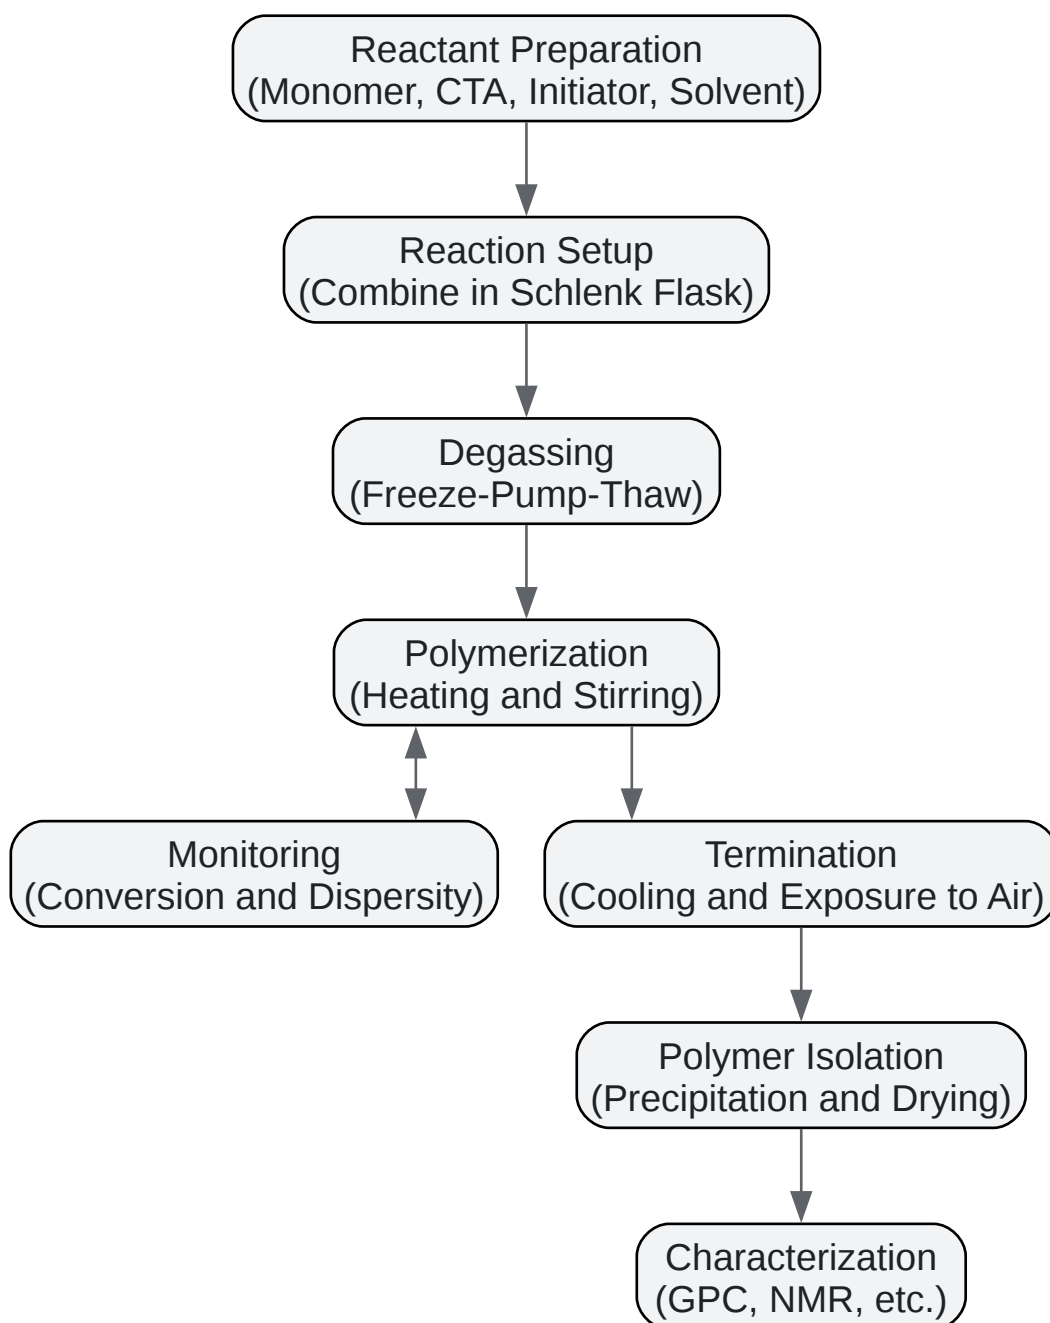 Reactant Preparation
(Monomer, CTA, Initiator, Solvent)
Reaction Setup
(Combine in Schlenk Flask)
Degassing
(Freeze-Pump-Thaw)
Polymerization
(Heating and Stirring)
Monitoring
(Conversion and Dispersity)
Termination
(Cooling and Exposure to Air)
Polymer Isolation
(Precipitation and Drying)
Characterization
(GPC, NMR, etc.)